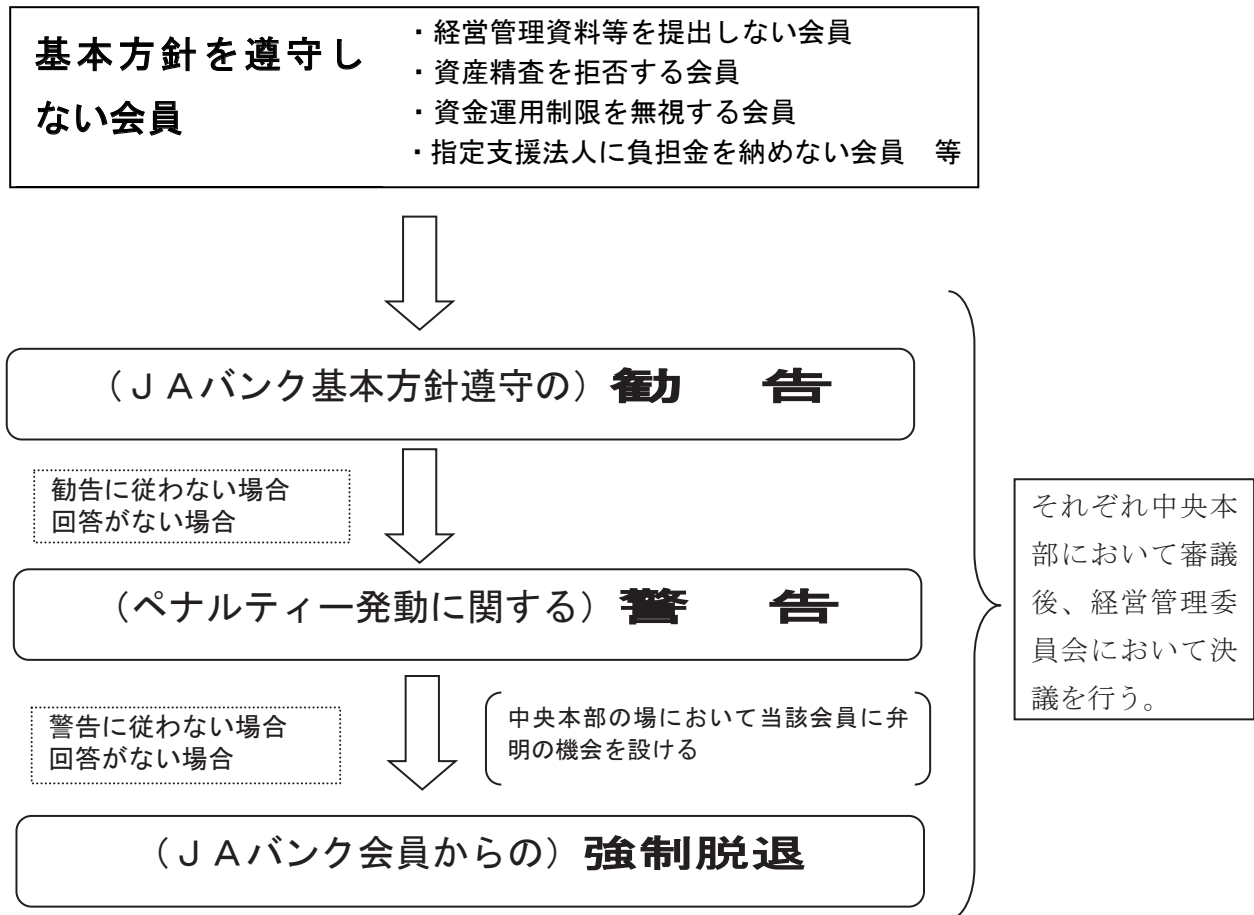 基本方針を遵守し
ない会員
・経営管理資料等を提出しない会員
・資産精査を拒否する会員
・資金運用制限を無視する会員
・指定支援法人に負担金を納めない会員　等
（ＪＡバンク基本方針遵守の）勧　告
勧告に従わない場合
回答がない場合
（ペナルティー発動に関する）警　告
警告に従わない場合
回答がない場合
中央本部の場において当該会員に弁
明の機会を設ける
（ＪＡバンク会員からの）強制脱退
それぞれ中央本
部において審議
後、経営管理委
員会において決
議を行う。